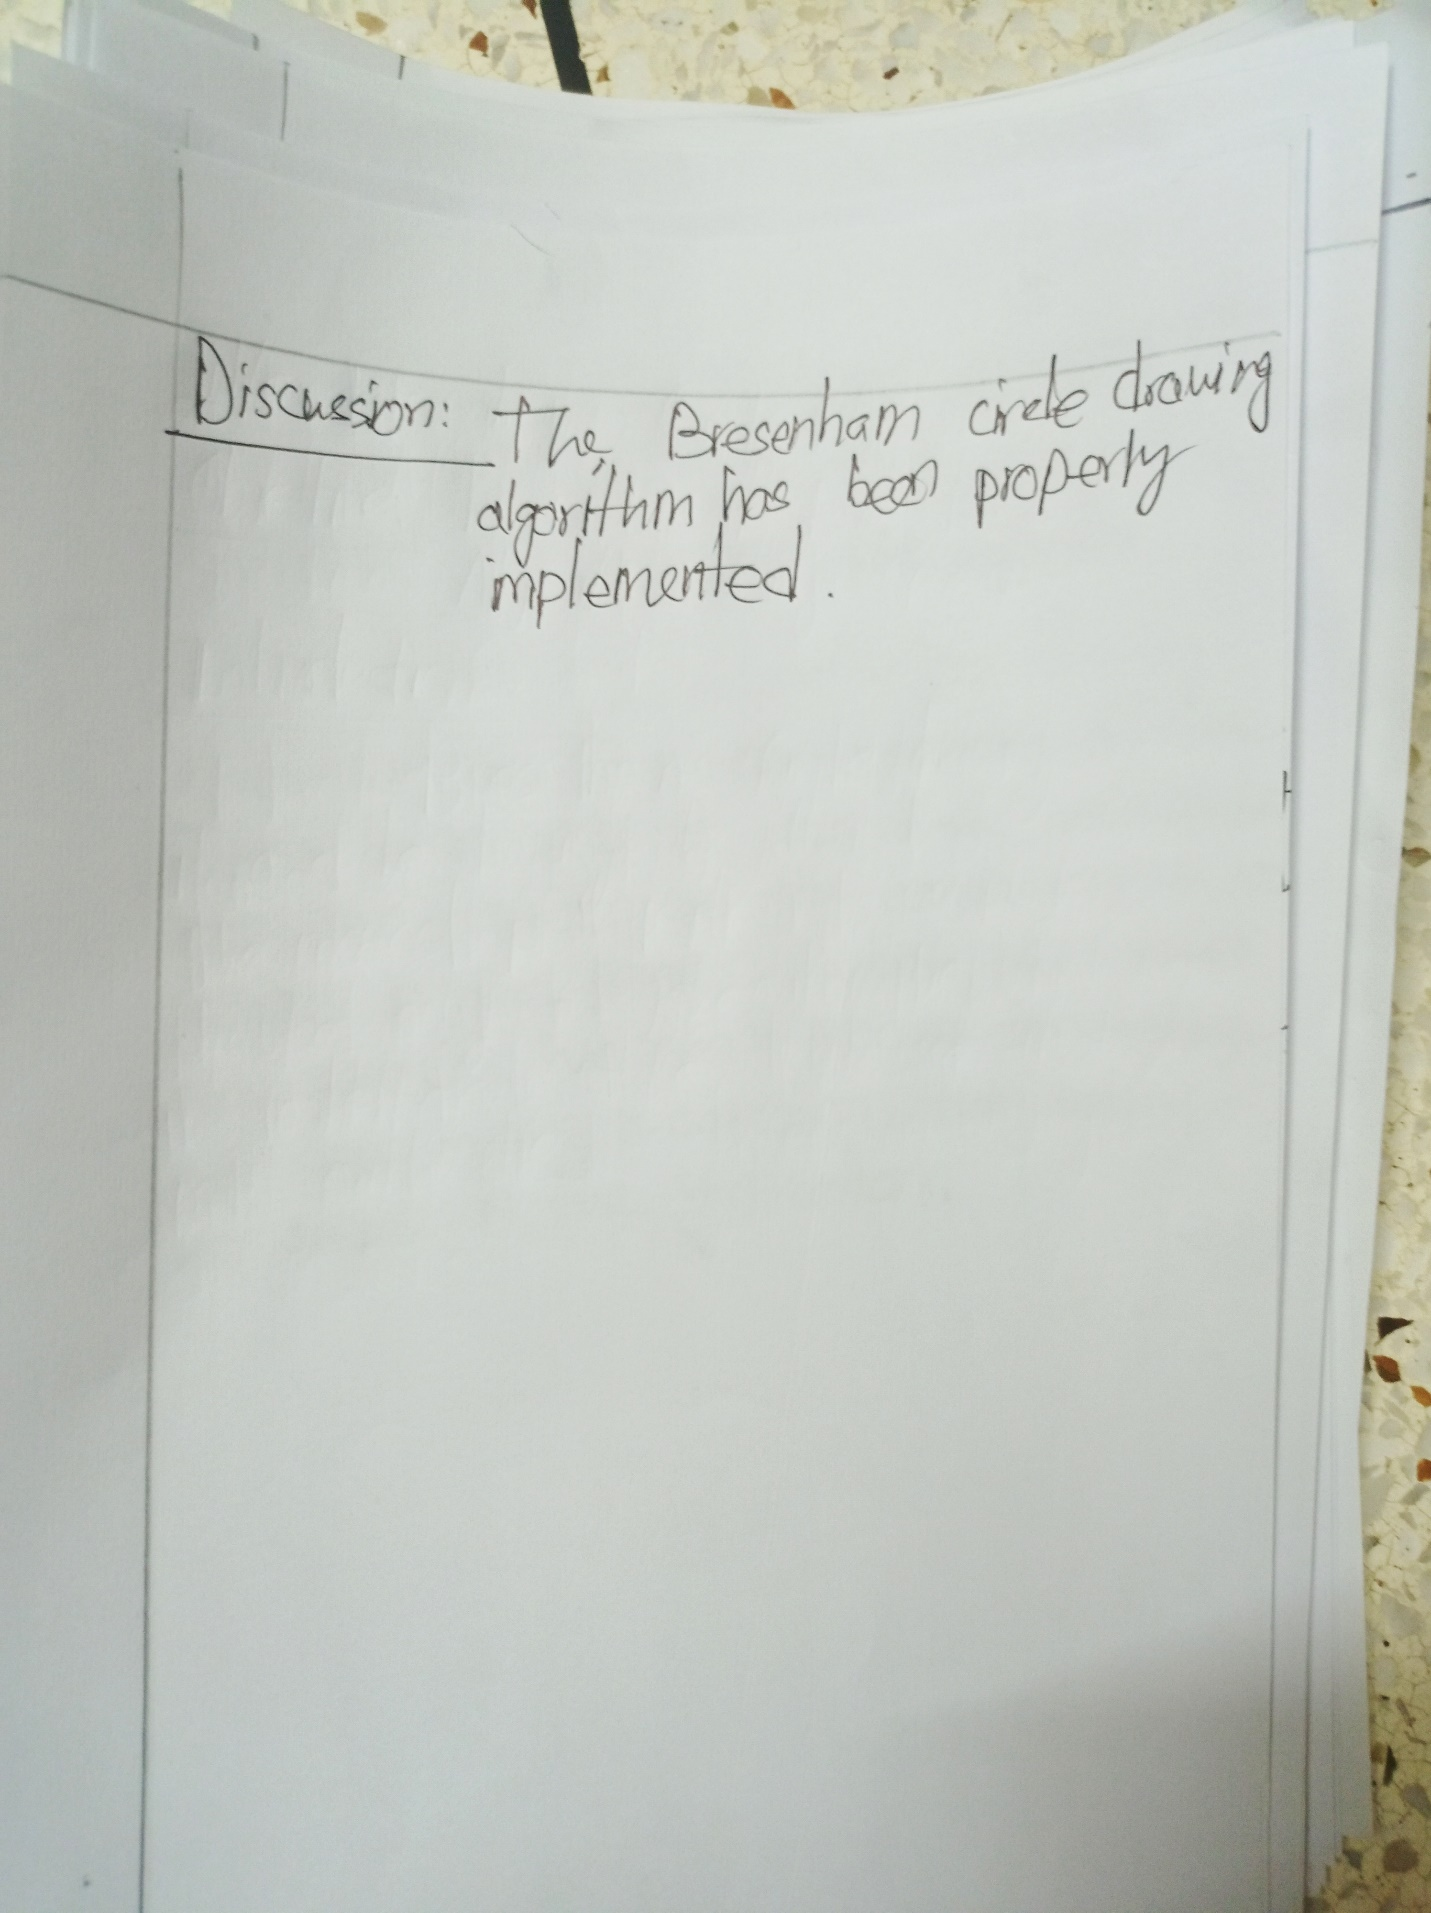 Discussion: The Bresenham circle drawing
algorithm has been properly
implemented.